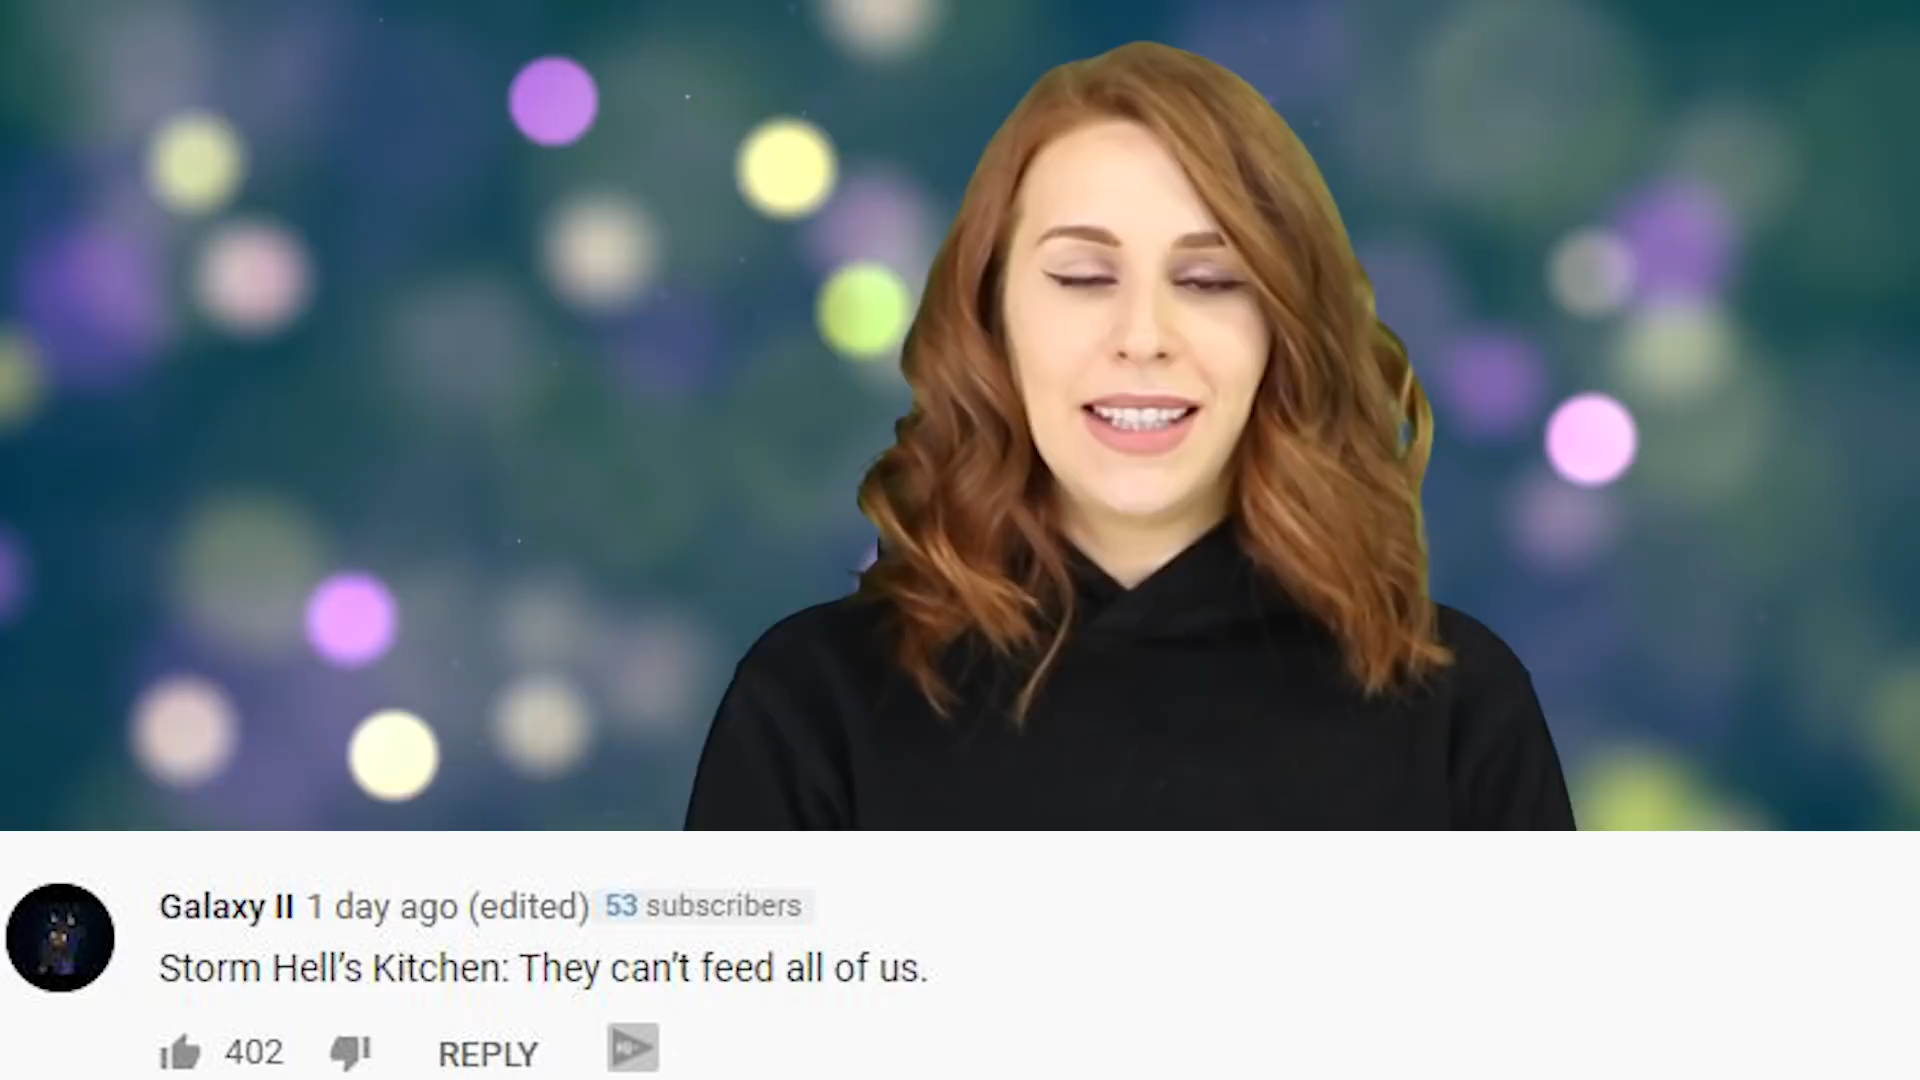 Galaxy II 1 day ago (edited) 53 subscribers
Storm Hell's Kitchen: They can't feed all of us.
402 REPLY